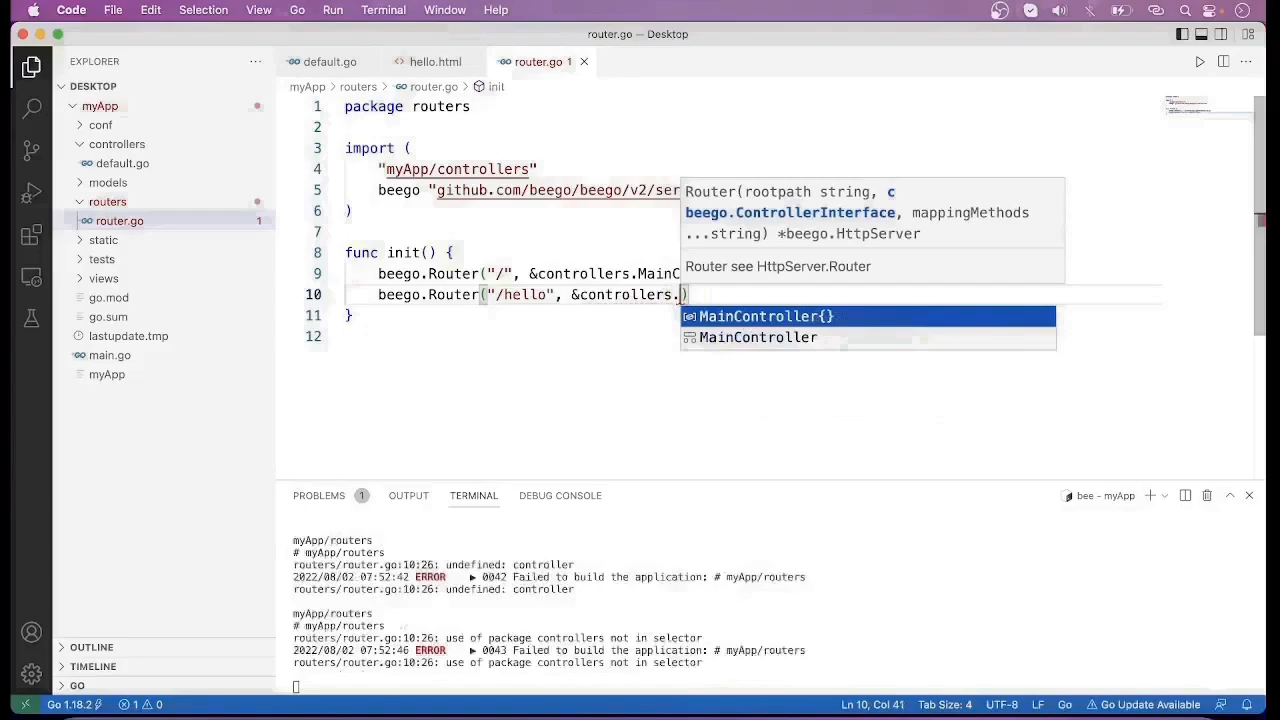 Code File Edit Selection View Go Run Terminal Window Help
router.go — Desktop
EXPLORER
default.go
hello.html
router.go 1
DESKTOP
myApp
conf
controllers
default.go
models
routers
router.go 1
static
tests
views
go.mod
go.sum
lastupdate.tmp
main.go
myApp
OUTLINE
TIMELINE
GO
myApp > routers > router.go > init
1 package routers
2
3 import (
4 "myApp/controllers"
5 beego "github.com/beego/beego/v2/ser
6 )
7
8 func init() {
9 beego.Router("/", &controllers.MainC
10 beego.Router("/hello", &controllers.)
11 }
12
Router(rootpath string, c
beego.ControllerInterface, mappingMethods
...string) *beego.HttpServer
Router see HttpServer.Router
MainController{}
MainController
PROBLEMS 1 OUTPUT TERMINAL DEBUG CONSOLE
bee - myApp
myApp/routers
# myApp/routers
routers/router.go:10:26: undefined: controller
2022/08/02 07:52:42 ERROR ▶ 0042 Failed to build the application: # myApp/routers
routers/router.go:10:26: undefined: controller
myApp/routers
# myApp/routers
routers/router.go:10:26: use of package controllers not in selector
2022/08/02 07:52:46 ERROR ▶ 0043 Failed to build the application: # myApp/routers
routers/router.go:10:26: use of package controllers not in selector
Go 1.18.2 1 0 Ln 10, Col 41 Tab Size: 4 UTF-8 LF Go Go Update Available